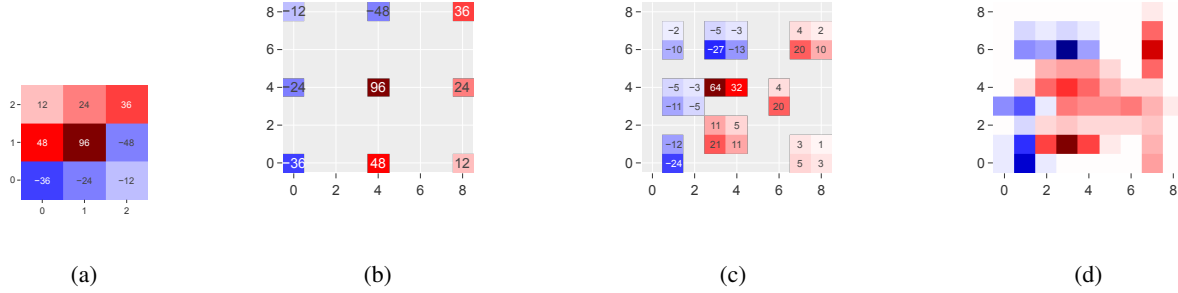 2 12 24 36
1 48 96 −48
0 −36 −24 −12
0 1 2
(a)
8 −12 −48 36
6
4 −24 96 24
2
0 −36 48 12
0 2 4 6 8
(b)
8
−2 −5 −3 4 2
6 −10 −27 −13 20 10
4 −5 −3 64 32 4
−11 −5 20
2 11 5
−12 21 11 3 1
0 −24 5 3
0 2 4 6 8
(c)
8
6
4
2
0
0 2 4 6 8
(d)